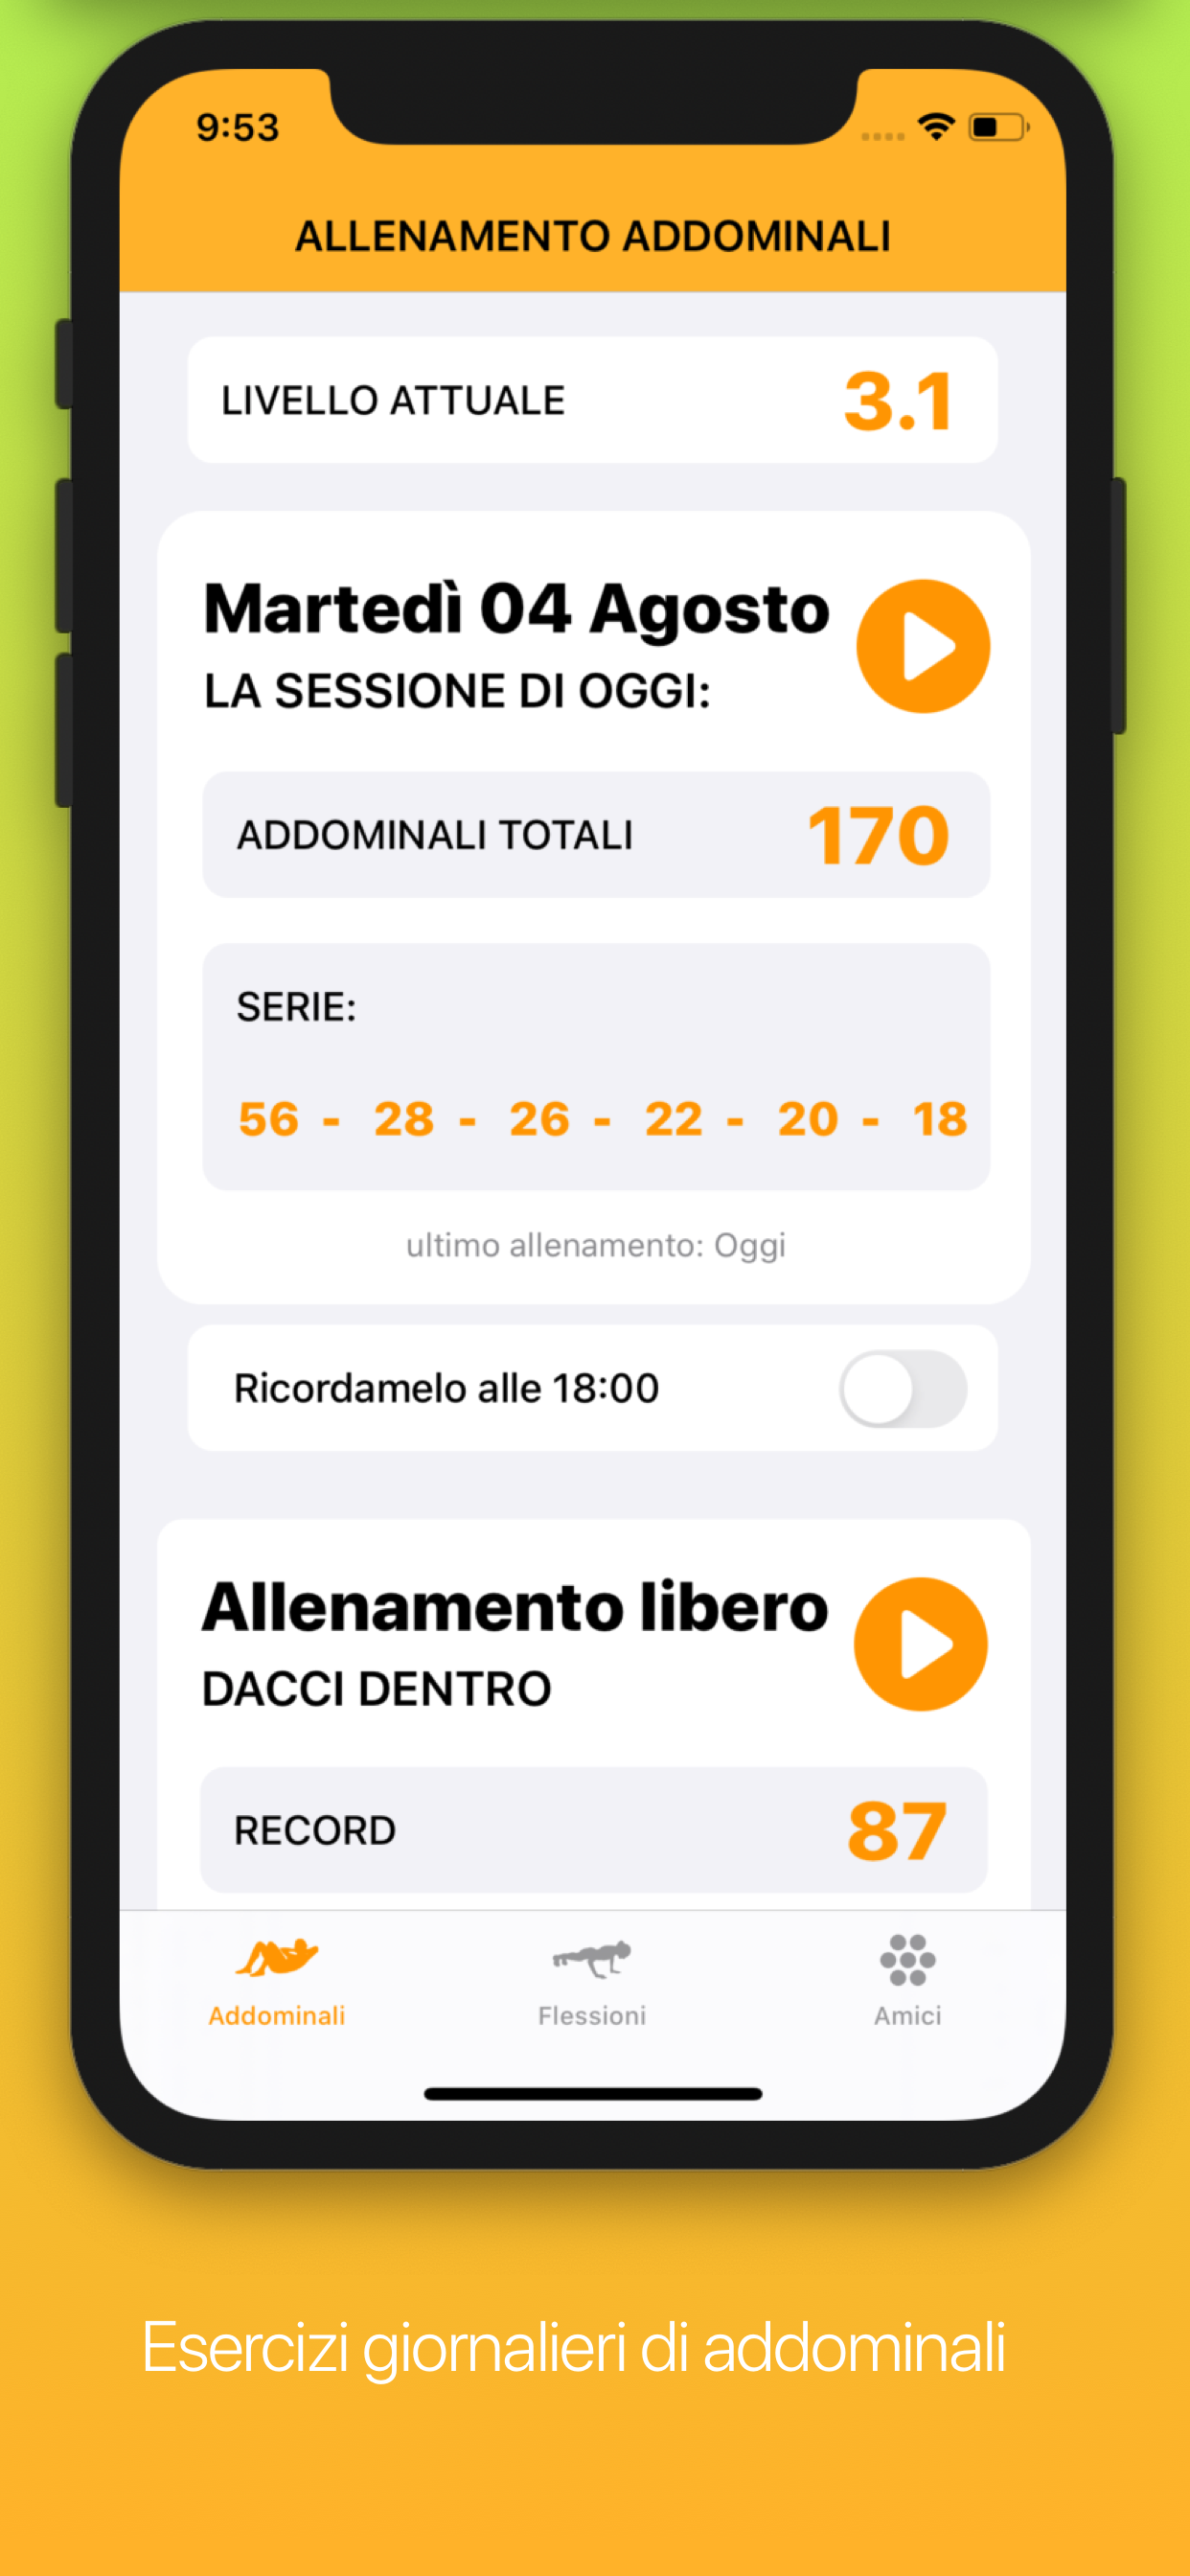 9:53
ALLENAMENTO ADDOMINALI
LIVELLO ATTUALE 3.1
Martedì 04 Agosto
LA SESSIONE DI OGGI:
ADDOMINALI TOTALI 170
SERIE:
56 - 28 - 26 - 22 - 20 - 18
ultimo allenamento: Oggi
Ricordamelo alle 18:00
Allenamento libero
DACCI DENTRO
RECORD 87
Addominali Flessioni Amici
Esercizi giornalieri di addominali